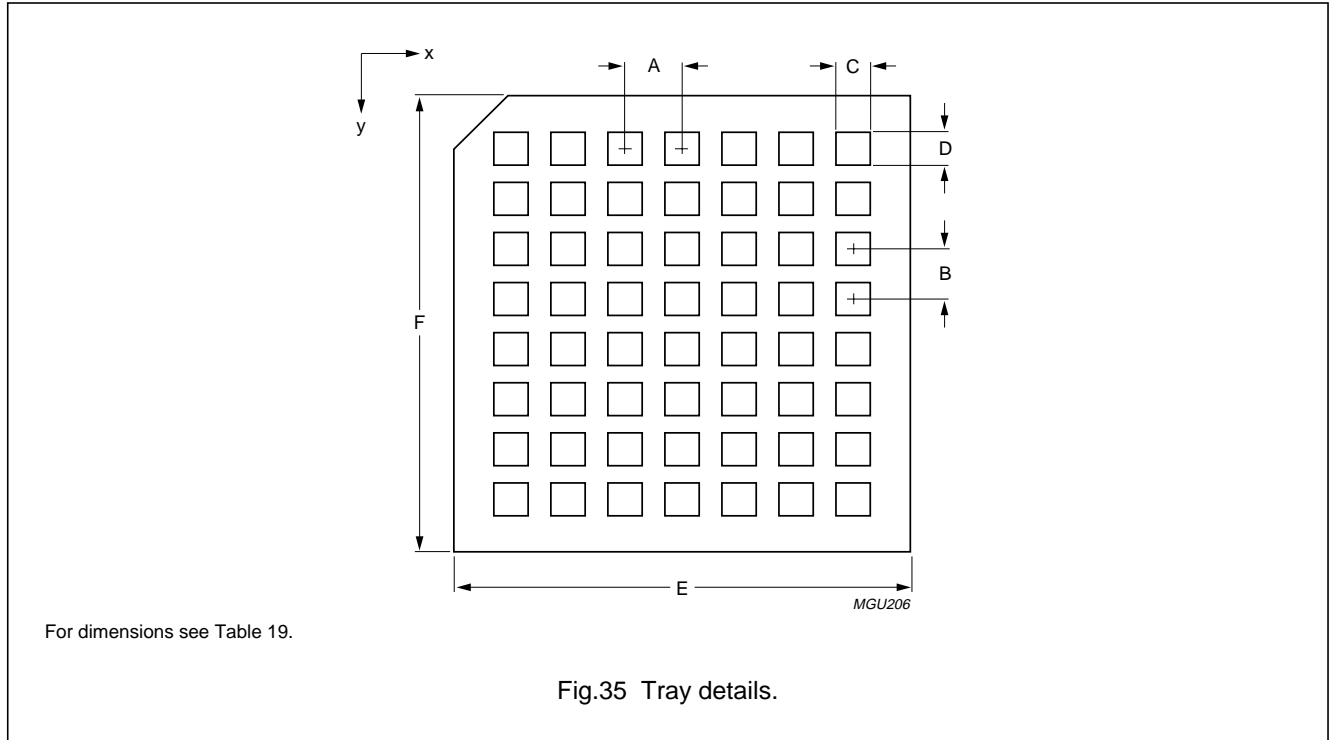 x
A
C
y
D
B
F
E
MGU206
For dimensions see Table 19.
Fig.35 Tray details.